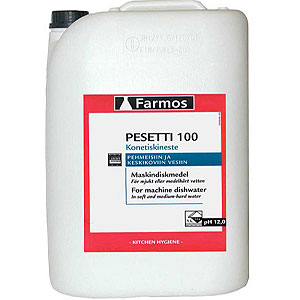 Farmos
PESETTI 100
Konetiskineste
PEHMEISIIN JA
KESKIKOVIIN VESIIN
Maskindiskmedel
För mjukt eller medelhårt vatten
For machine dishwater
In soft and medium-hard water
pH 12,0
- KITCHEN HYGIENE -